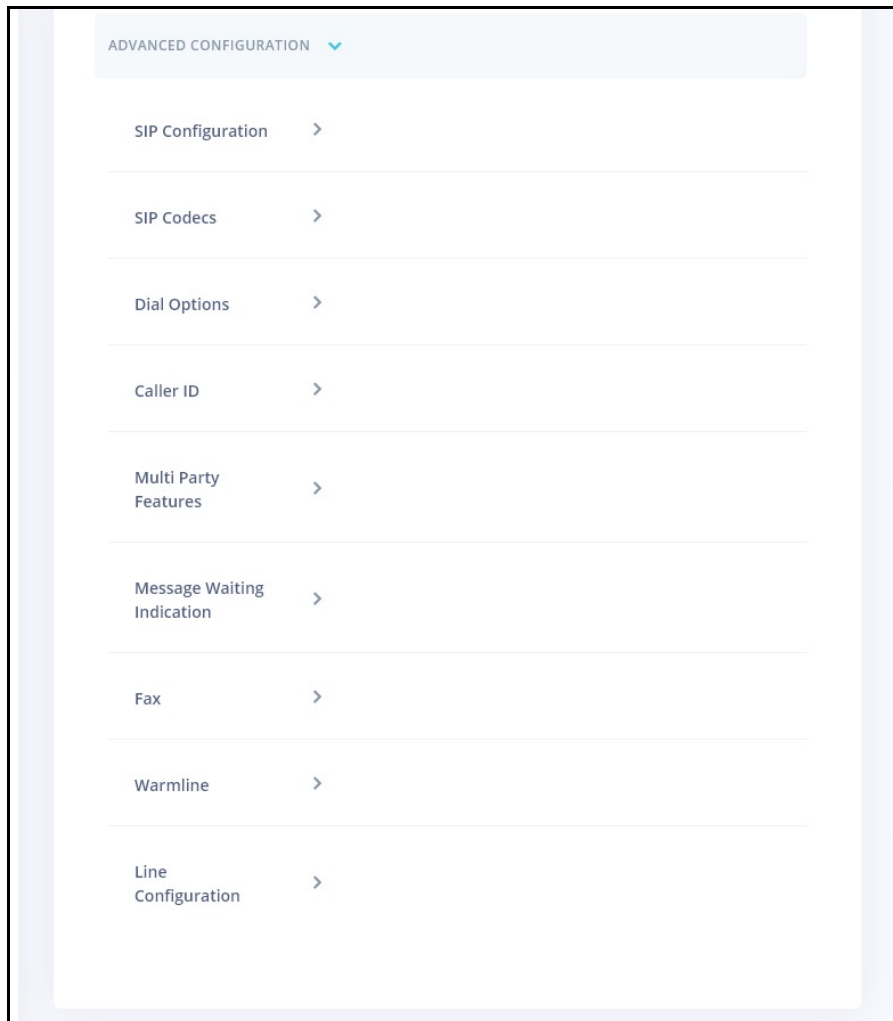 ADVANCED CONFIGURATION
SIP Configuration
SIP Codecs
Dial Options
Caller ID
Multi Party
Features
Message Waiting
Indication
Fax
Warmline
Line
Configuration